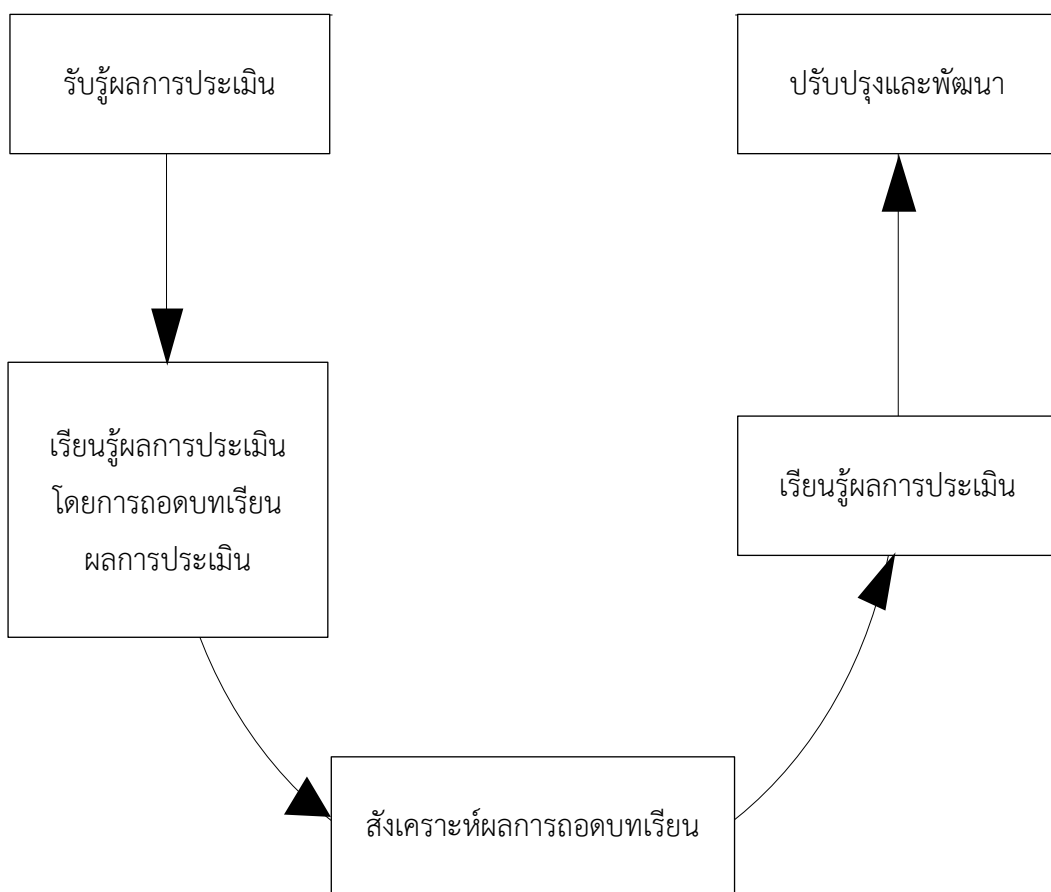 รับรู้ผลการประเมิน
ปรับปรุงและพัฒนา
เรียนรู้ผลการประเมิน
โดยการถอดบทเรียน
ผลการประเมิน
เรียนรู้ผลการประเมิน
สังเคราะห์ผลการถอดบทเรียน